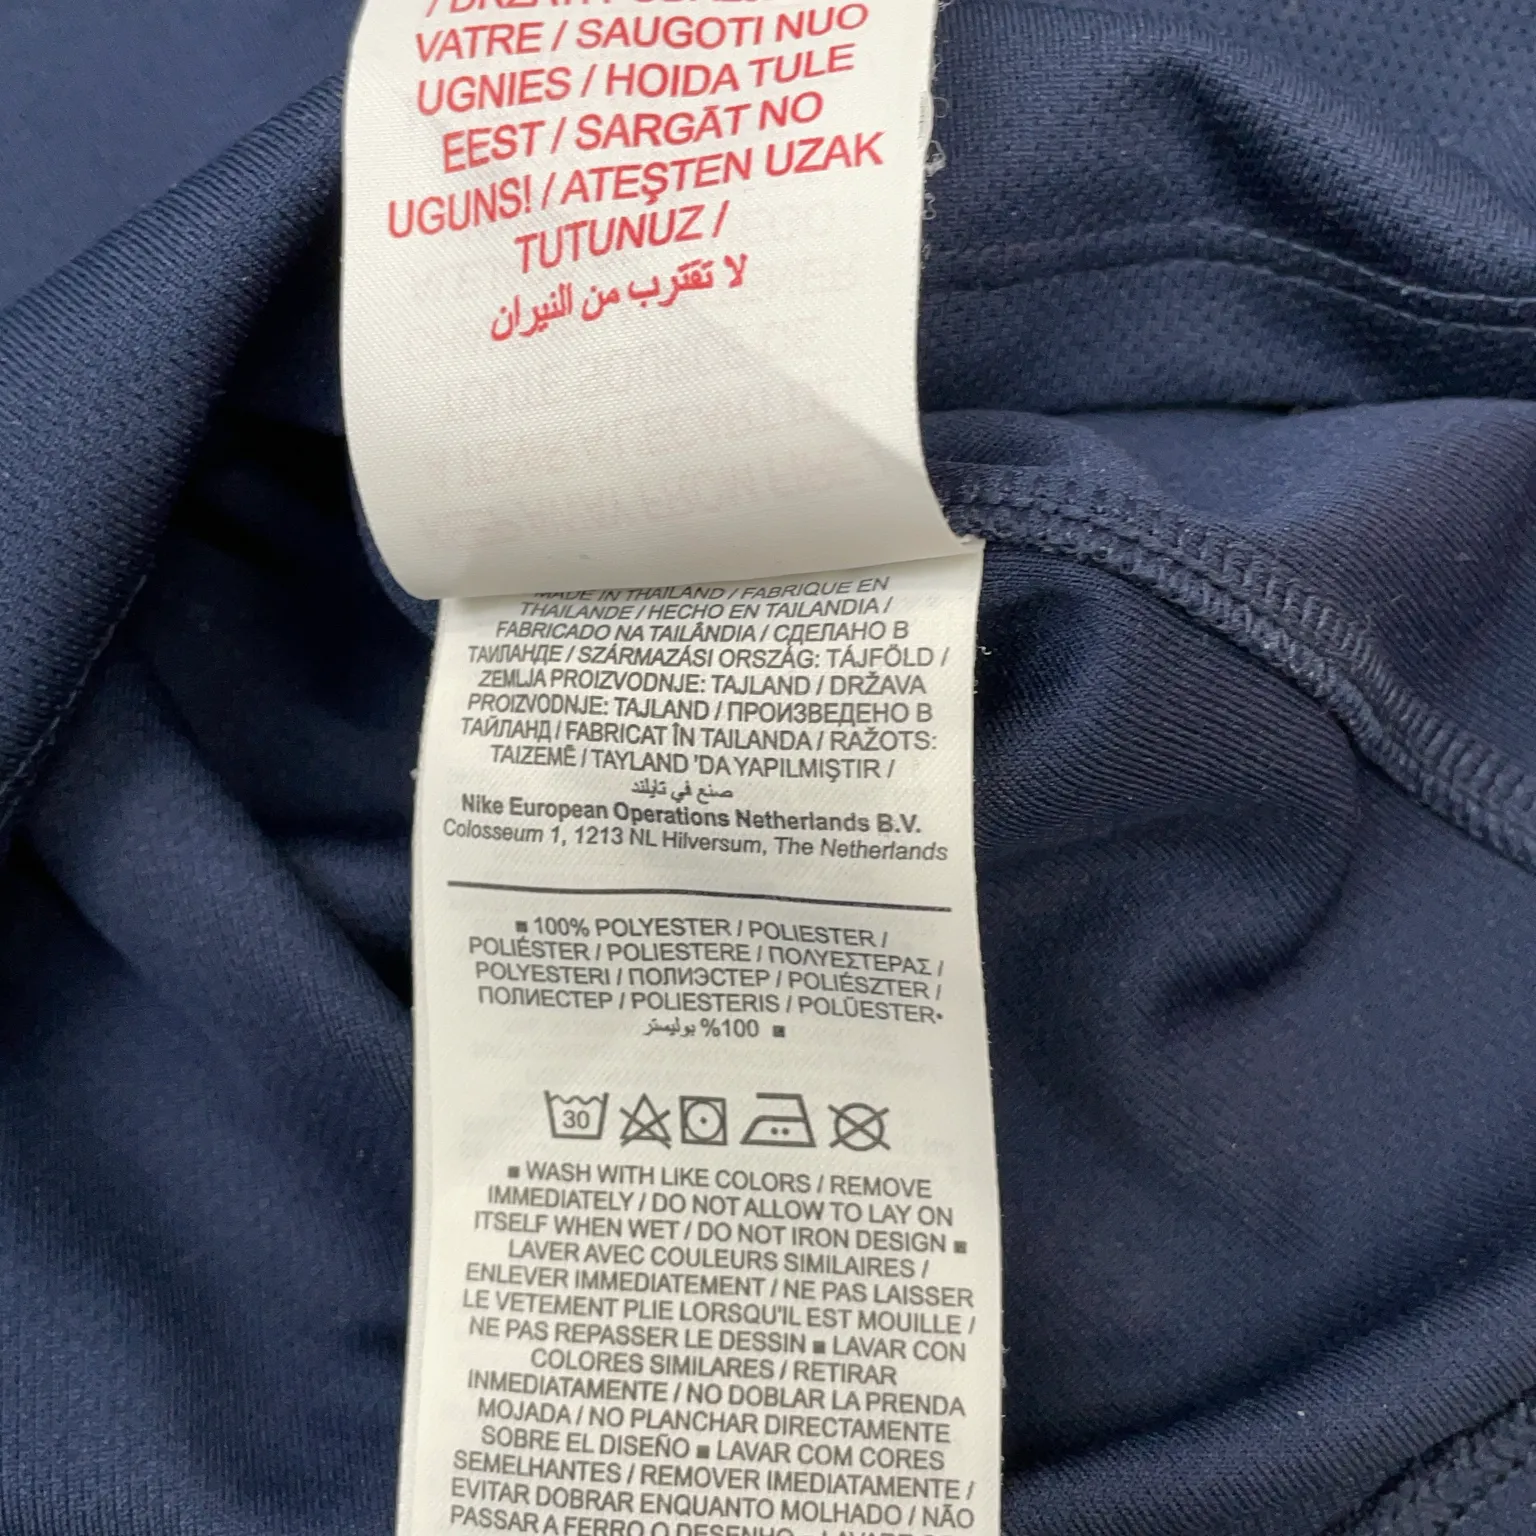 VATRE / SAUGOTI NUO
UGNIES / HOIDA TULE
EEST / SARGĀT NO
UGUNS! / ATEŞTEN UZAK
TUTUNUZ /
لا تقترب من النيران
MADE IN THAILAND / FABRIQUE EN
THAILANDE / HECHO EN TAILANDIA /
FABRICADO NA TAILÂNDIA / СДЕЛАНО В
ТАИЛАНДЕ / SZÁRMAZÁSI ORSZÁG: TÁJFÖLD /
ZEMLJA PROIZVODNJE: TAJLAND / DRŽAVA
PROIZVODNJE: TAJLAND / ПРОИЗВЕДЕНО В
ТАЙЛАНД / FABRICAT ÎN TAILANDA / RAŽOTS:
TAIZEMĒ / TAYLAND 'DA YAPILMIŞTIR /
صنع في تايلند
Nike European Operations Netherlands B.V.
Colosseum 1, 1213 NL Hilversum, The Netherlands
■ 100% POLYESTER / POLIESTER /
POLIÉSTER / POLIESTERE / ΠΟΛΥΕΣΤΕΡΑΣ /
POLYESTERI / ПОЛИЭСТЕР / POLIÉSZTER /
ПОЛИЕСТЕР / POLIESTERIS / POLÜESTER•
■ 100% بوليستر
30
■ WASH WITH LIKE COLORS / REMOVE
IMMEDIATELY / DO NOT ALLOW TO LAY ON
ITSELF WHEN WET / DO NOT IRON DESIGN ■
LAVER AVEC COULEURS SIMILAIRES /
ENLEVER IMMEDIATEMENT / NE PAS LAISSER
LE VETEMENT PLIE LORSQU'IL EST MOUILLE /
NE PAS REPASSER LE DESSIN ■ LAVAR CON
COLORES SIMILARES / RETIRAR
INMEDIATAMENTE / NO DOBLAR LA PRENDA
MOJADA / NO PLANCHAR DIRECTAMENTE
SOBRE EL DISEÑO ■ LAVAR COM CORES
SEMELHANTES / REMOVER IMEDIATAMENTE /
EVITAR DOBRAR ENQUANTO MOLHADO / NÃO
PASSAR A FERRO O DESENHO ■